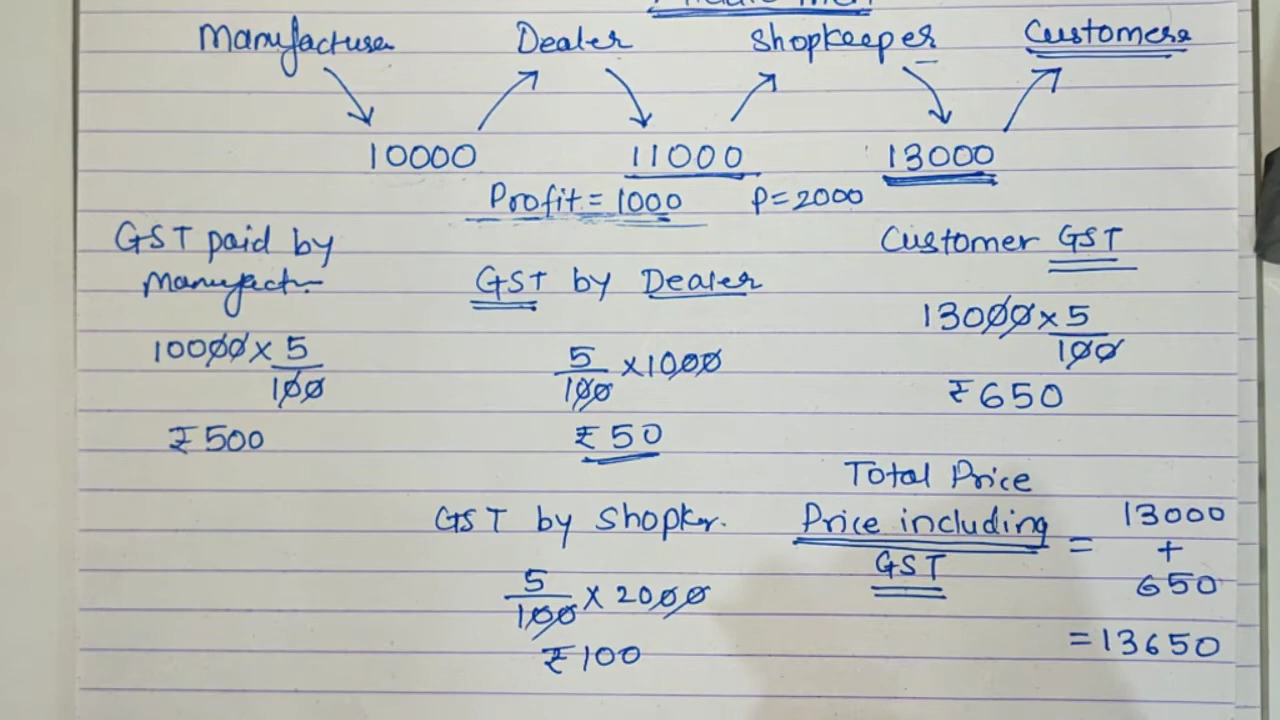 Manufacturer Dealer Shopkeeper Customers
10000 11000 13000
Profit = 1000 P=2000
GST paid by
Manufactr
10000 x 5
100
₹500
GST by Dealer
5
100 x 1000
₹50
GST by Shopkr.
5
100 x 2000
₹100
Customer GST
13000 x 5
100
₹650
Total Price
Price including
GST
= 13000
+
650
= 13650